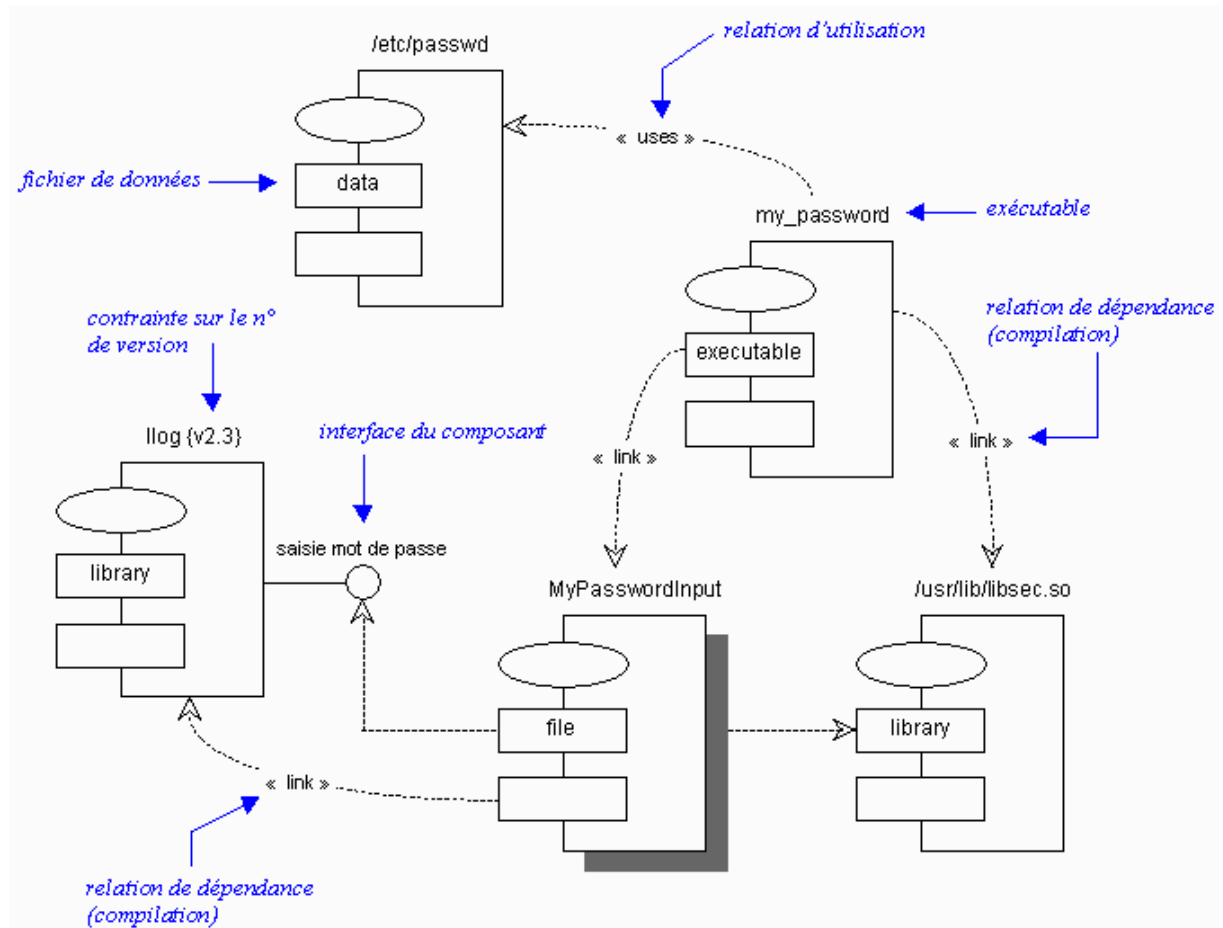 relation d'utilisation
/etc/passwd
« uses »
fichier de données
data
my_password
exécutable
contrainte sur le n°
de version
relation de dépendance
(compilation)
executable
Ilog {v2.3}
interface du composant
« link »
« link »
saisie mot de passe
library
MyPasswordInput
/usr/lib/libsec.so
file
library
« link »
relation de dépendance
(compilation)